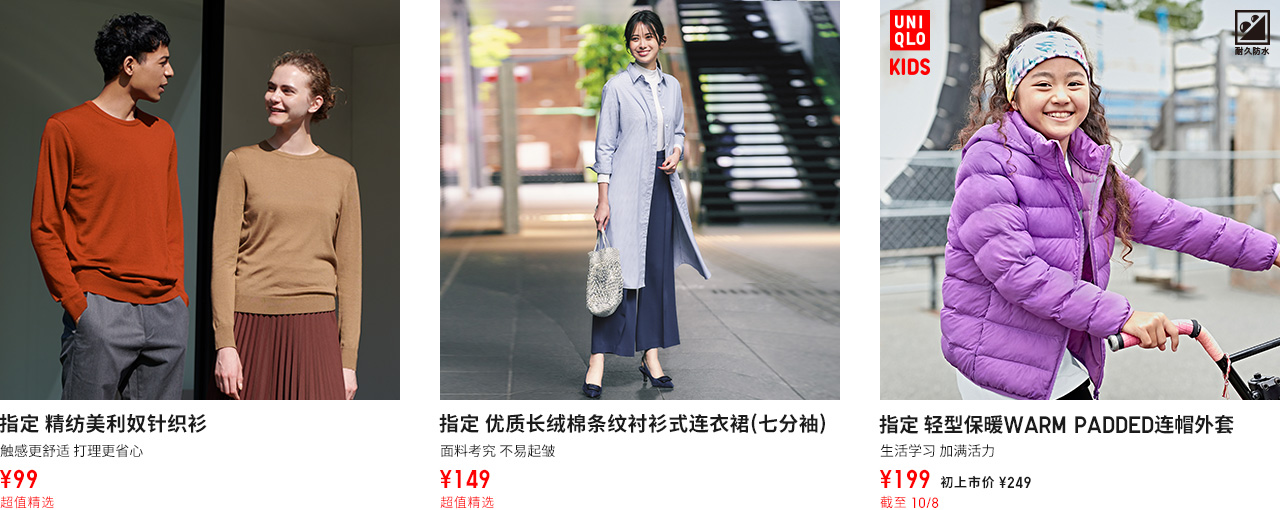 UNI
QLO
KIDS
耐久防水
指定 精纺美利奴针织衫
触感更舒适 打理更省心
¥99
超值精选
指定 优质长绒棉条纹衬衫式连衣裙(七分袖)
面料考究 不易起皱
¥149
超值精选
指定 轻型保暖WARM PADDED连帽外套
生活学习 加满活力
¥199 初上市价 ¥249
截至 10/8